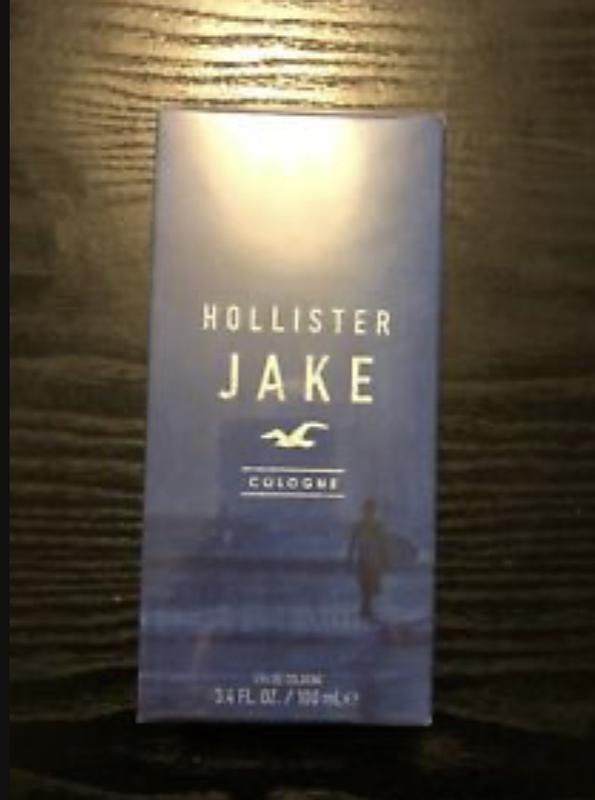 HOLLISTER
JAKE
COLOGNE
EAU DE COLOGNE
3.4 FL. OZ. / 100 mL ℮